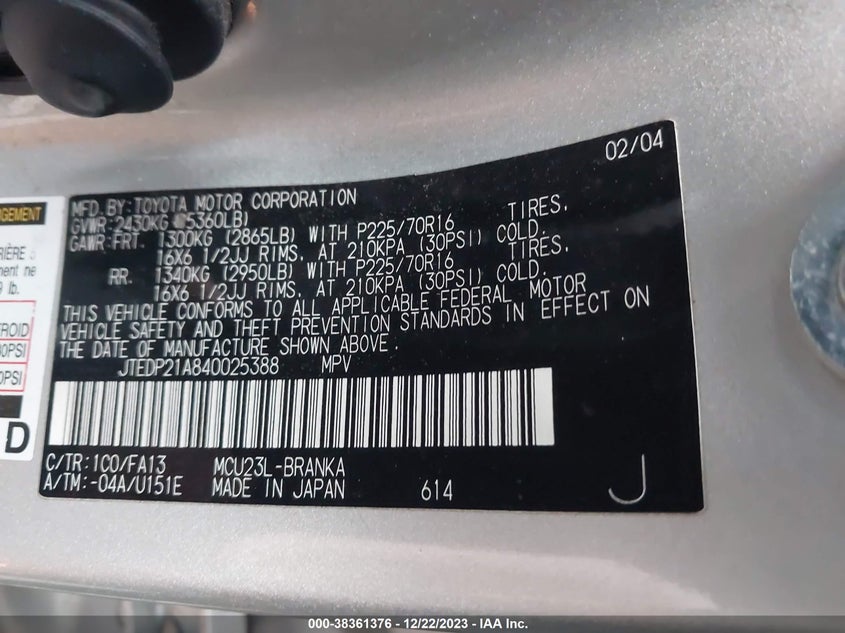 02/04
MFD.BY:TOYOTA MOTOR CORPORATION
GVWR:2430KG (5360LB)
GAWR:FRT. 1300KG (2865LB) WITH P225/70R16 TIRES,
16X6 1/2JJ RIMS, AT 210KPA (30PSI) COLD.
RR. 1340KG (2950LB) WITH P225/70R16 TIRES,
16X6 1/2JJ RIMS, AT 210KPA (30PSI) COLD.
THIS VEHICLE CONFORMS TO ALL APPLICABLE FEDERAL MOTOR
VEHICLE SAFETY AND THEFT PREVENTION STANDARDS IN EFFECT ON
THE DATE OF MANUFACTURE SHOWN ABOVE.
JTEDP21A840025388 MPV
C/TR:1C0/FA13 MCU23L-BRANKA
A/TM:-04A/U151E MADE IN JAPAN 614 J
ment ne
lb.
D
000-38361376 - 12/22/2023 - IAA Inc.